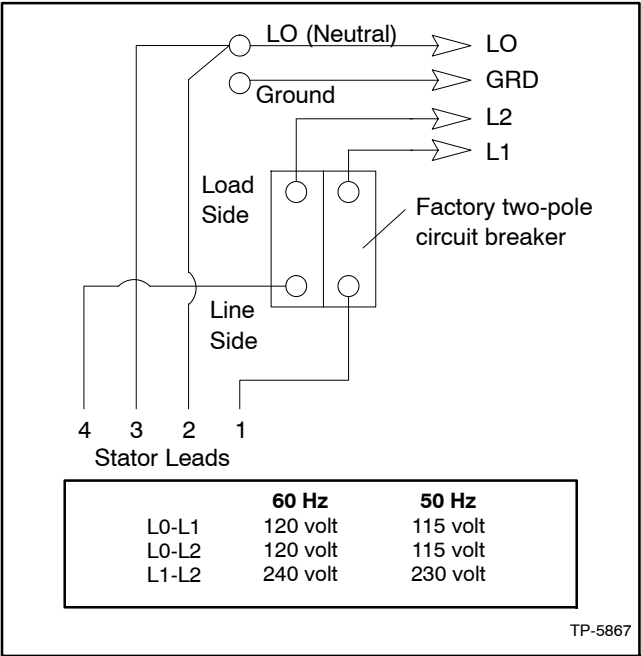 LO (Neutral)
LO
GRD
Ground
L2
L1
Load
Side
Factory two-pole
circuit breaker
Line
Side
4 3 2 1
Stator Leads
60 Hz 50 Hz
L0-L1 120 volt 115 volt
L0-L2 120 volt 115 volt
L1-L2 240 volt 230 volt
TP-5867